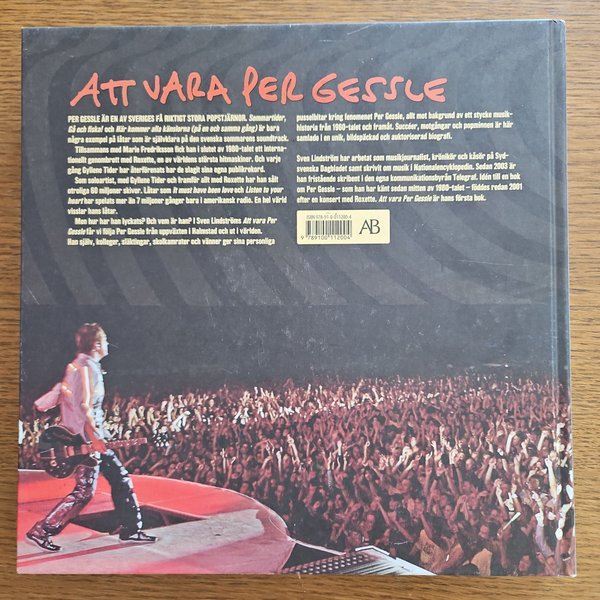 ATT VARA PER GESSLE
PER GESSLE ÄR EN AV SVERIGES FÅ RIKTIGT STORA POPSTJÄRNOR. Sommartider,
Gå och fiska! och Här kommer alla känslorna (på en och samma gång) är bara
några exempel på låtar som är självklara på den svenska sommarens soundtrack.
Tillsammans med Marie Fredriksson fick han i slutet av 1980-talet ett internatio-
onellt genombrott med Roxette, en av världens största hitmaskiner. Och varje
gång Gyllene Tider har återförenats har de slagit sina egna publikrekord.
Som soloartist, med Gyllene Tider och framför allt med Roxette har han sålt
otroliga 60 miljoner skivor. Låtar som It must have been love och Listen to your
heart har spelats mer än 7 miljoner gånger bara i amerikansk radio. En hel värld
visslar hans låtar.
Men hur har han lyckats? Och vem är han? I Sven Lindströms Att vara Per
Gessle får vi följa Per Gessle från uppväxten i Halmstad och ut i världen.
Han själv, kolleger, släktingar, skolkamrater och vänner ger sina personliga
pusselbitar kring fenomenet Per Gessle, allt mot bakgrund av ett stycke musik-
historia från 1960-talet och framåt. Succéer, motgångar och popminnen är här
samlade i en unik, bildspäckad och auktoriserad biografi.
Sven Lindström har arbetat som musikjournalist, krönikör och kåsör på Syd-
svenska Dagbladet samt skrivit om musik i Nationalencyklopedin. Sedan 2003 är
han fristående skribent i den egna kommunikationsbyrån Telegraf. Idén till en bok
om Per Gessle – som han har känt sedan mitten av 1980-talet – föddes redan 2001
efter en konsert med Roxette. Att vara Per Gessle är hans första bok.
ISBN 978-91-0-011200-4
9 789100 112004
AB